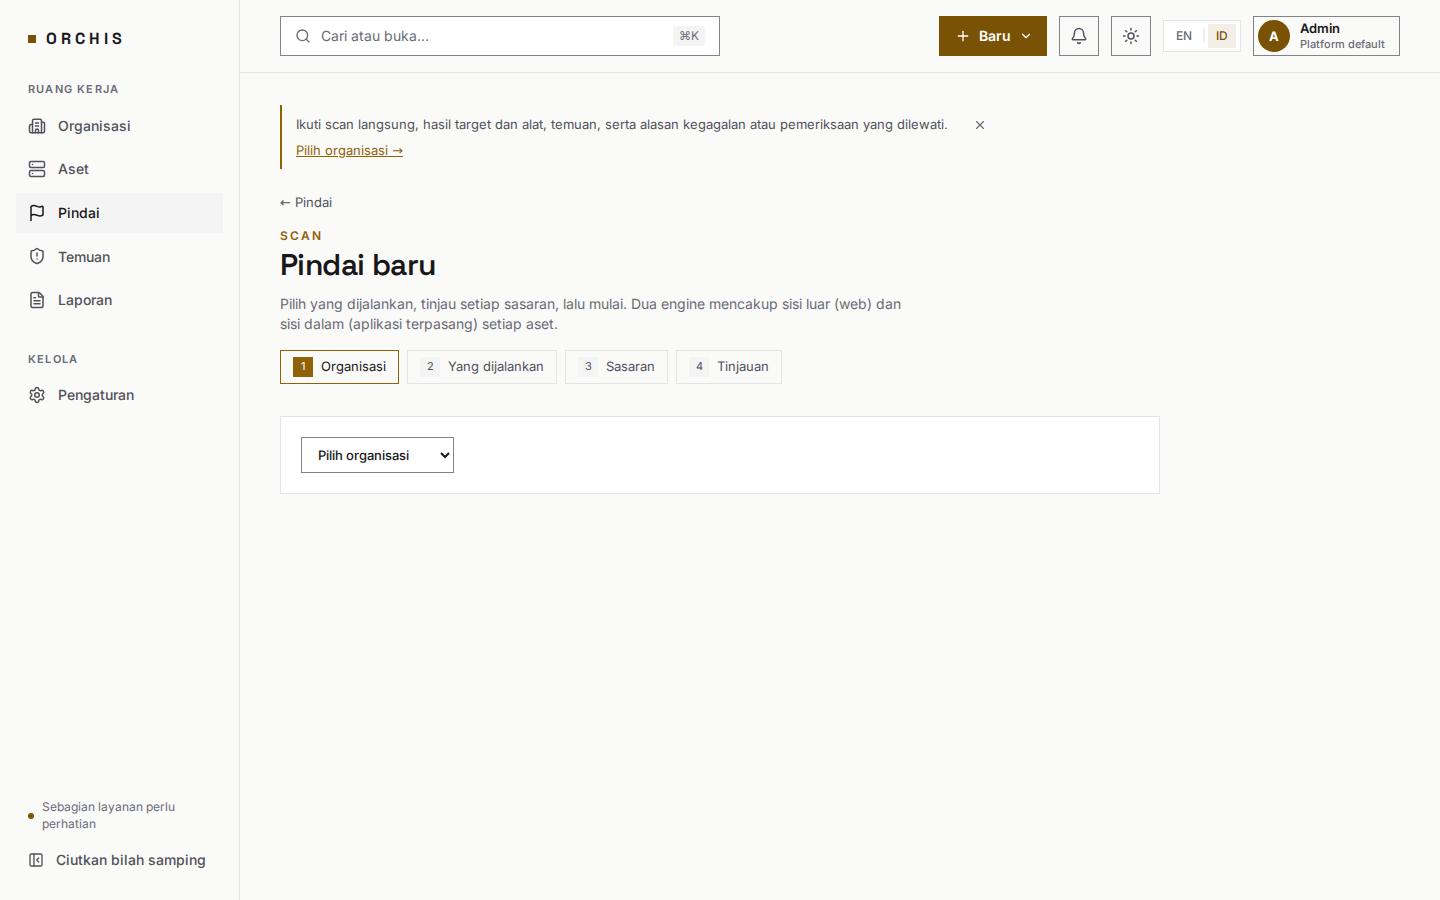 ORCHIS
RUANG KERJA
Organisasi
Aset
Pindai
Temuan
Laporan
KELOLA
Pengaturan
Sebagian layanan perlu
perhatian
Ciutkan bilah samping
Cari atau buka...
⌘K
Baru
EN
ID
A
Admin
Platform default
Ikuti scan langsung, hasil target dan alat, temuan, serta alasan kegagalan atau pemeriksaan yang dilewati.
Pilih organisasi →
← Pindai
SCAN
Pindai baru
Pilih yang dijalankan, tinjau setiap sasaran, lalu mulai. Dua engine mencakup sisi luar (web) dan
sisi dalam (aplikasi terpasang) setiap aset.
1 Organisasi
2 Yang dijalankan
3 Sasaran
4 Tinjauan
Pilih organisasi